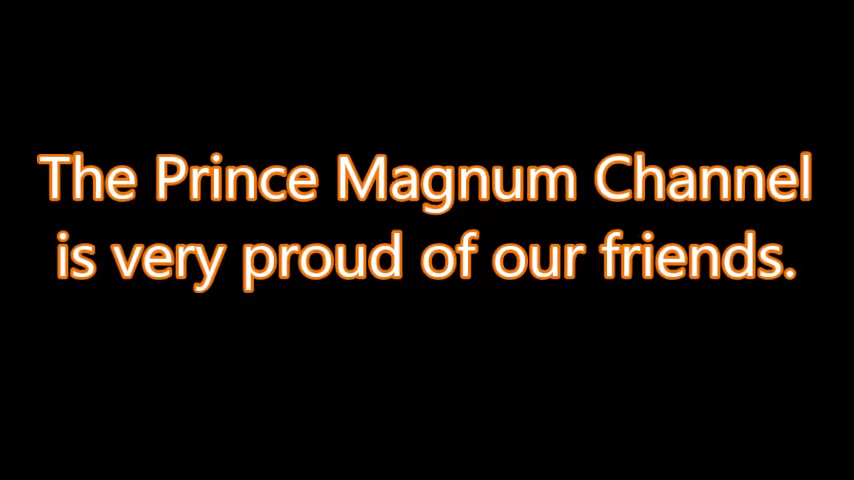 The Prince Magnum Channel
is very proud of our friends.